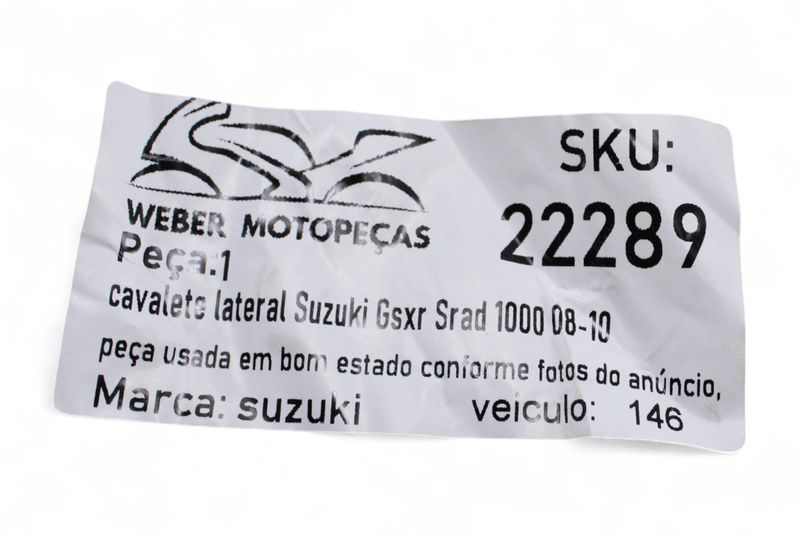 WEBER MOTOPEÇAS
SKU:
22289
Peça:1
cavalete lateral Suzuki Gsxr Srad 1000 08-10
peça usada em bom estado conforme fotos do anúncio,
Marca: suzuki veiculo: 146